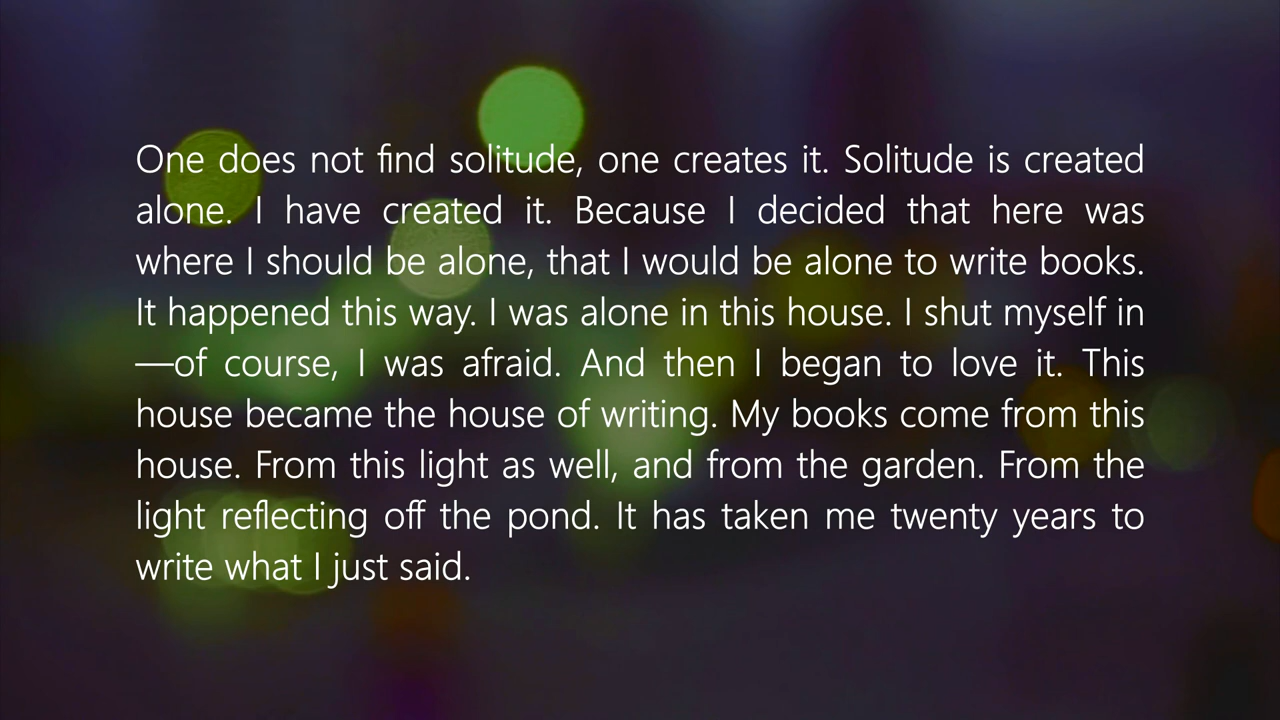 One does not find solitude, one creates it. Solitude is created
alone. I have created it. Because I decided that here was
where I should be alone, that I would be alone to write books.
It happened this way. I was alone in this house. I shut myself in
—of course, I was afraid. And then I began to love it. This
house became the house of writing. My books come from this
house. From this light as well, and from the garden. From the
light reflecting off the pond. It has taken me twenty years to
write what I just said.